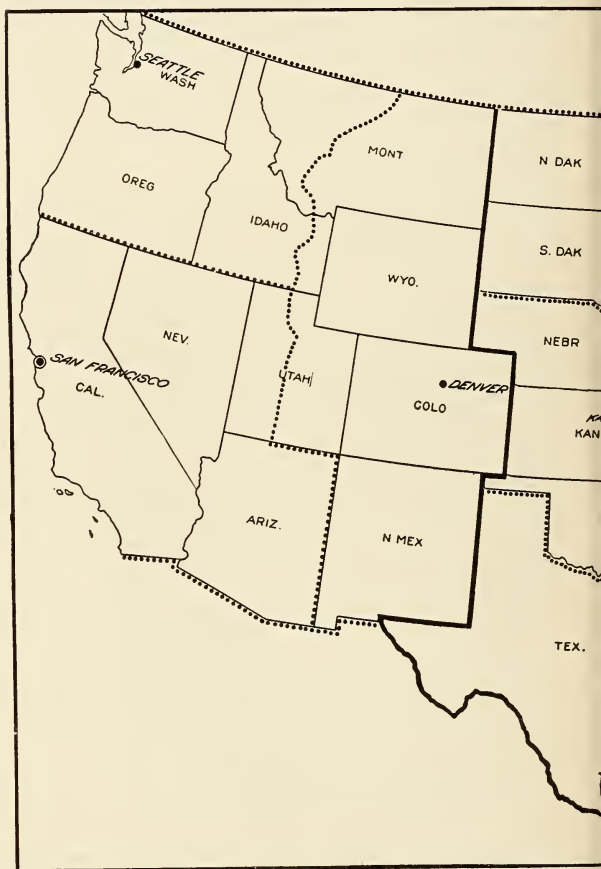 SEATTLE
WASH
MONT
N DAK
OREG
IDAHO
S. DAK
WYO.
NEV.
NEBR
SAN FRANCISCO
CAL.
UTAH
DENVER
COLO
KA
KAN
ARIZ.
N MEX
TEX.